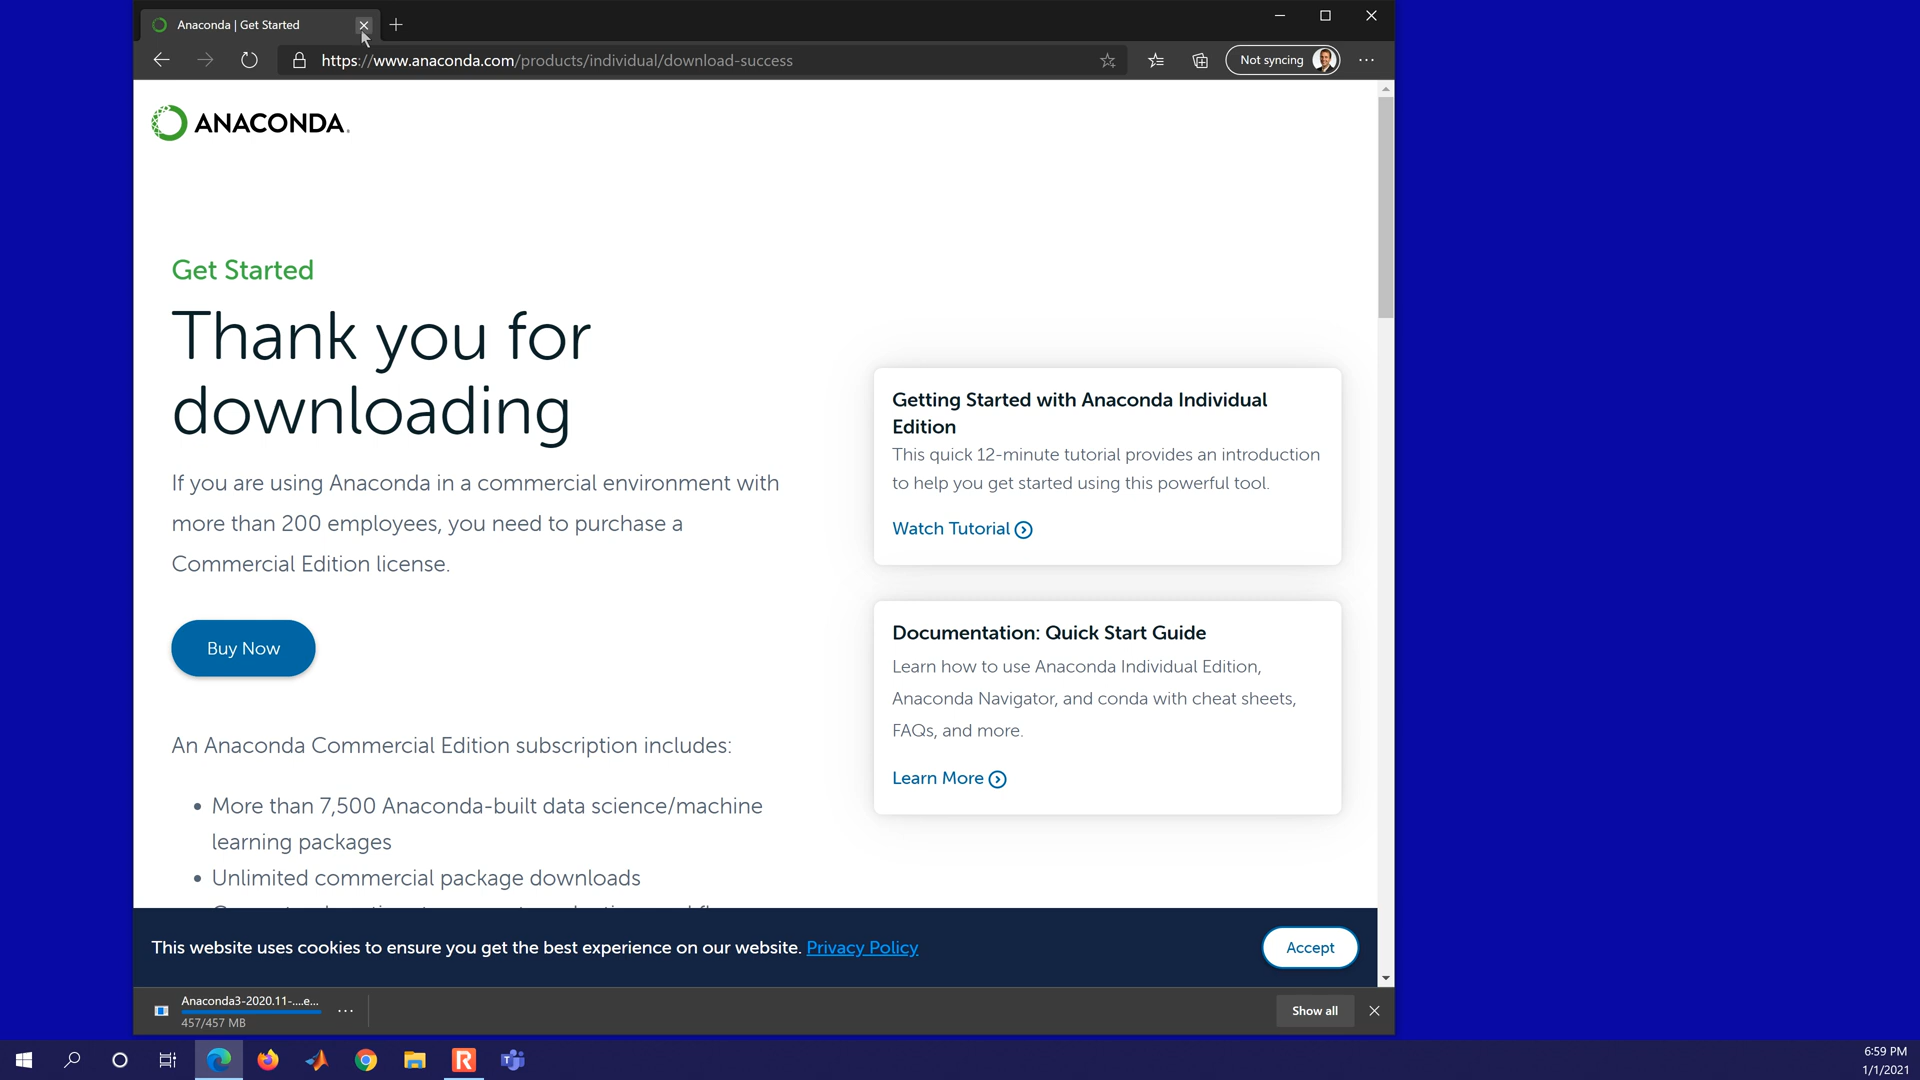 Anaconda | Get Started
https://www.anaconda.com/products/individual/download-success
Not syncing
ANACONDA.
Get Started
Thank you for
downloading
If you are using Anaconda in a commercial environment with
more than 200 employees, you need to purchase a
Commercial Edition license.
Buy Now
An Anaconda Commercial Edition subscription includes:
• More than 7,500 Anaconda-built data science/machine
learning packages
• Unlimited commercial package downloads
Getting Started with Anaconda Individual
Edition
This quick 12-minute tutorial provides an introduction
to help you get started using this powerful tool.
Watch Tutorial
Documentation: Quick Start Guide
Learn how to use Anaconda Individual Edition,
Anaconda Navigator, and conda with cheat sheets,
FAQs, and more.
Learn More
This website uses cookies to ensure you get the best experience on our website. Privacy Policy
Accept
Anaconda3-2020.11-....e...
457/457 MB
Show all
6:59 PM
1/1/2021